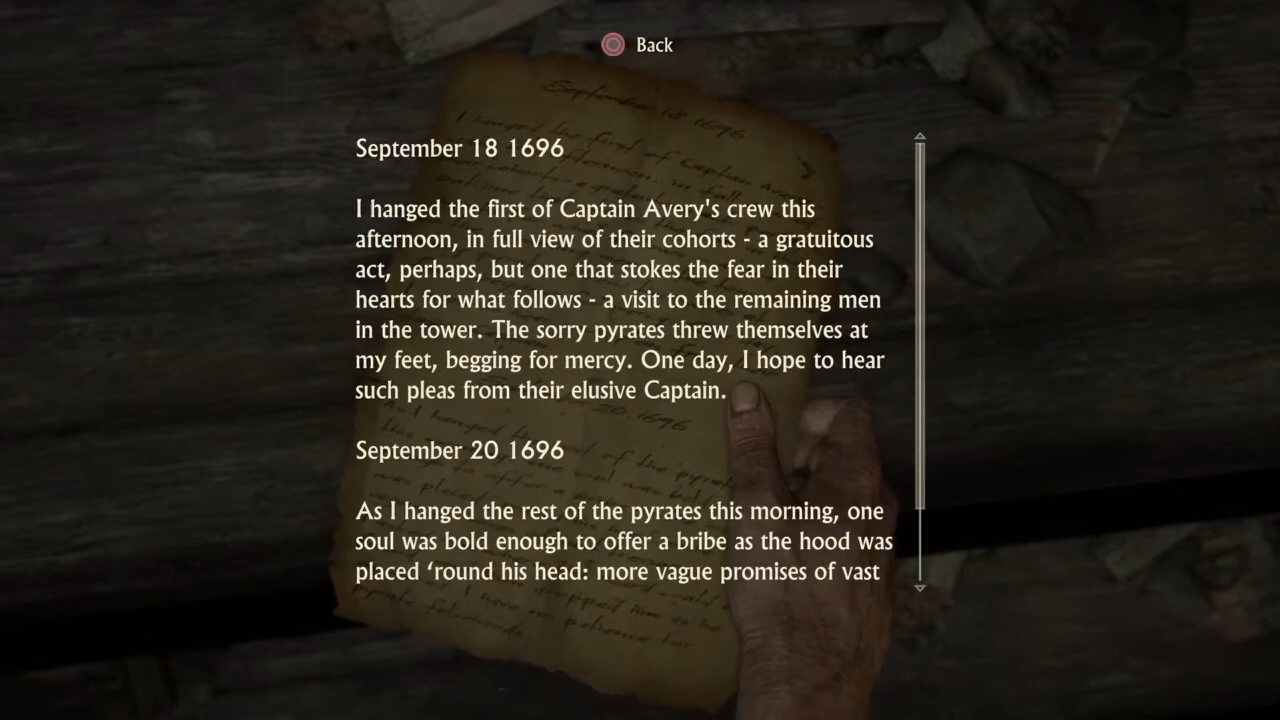 Back
September 18 1696
I hanged the first of Captain Avery's crew this
afternoon, in full view of their cohorts - a gratuitous
act, perhaps, but one that stokes the fear in their
hearts for what follows - a visit to the remaining men
in the tower. The sorry pyrates threw themselves at
my feet, begging for mercy. One day, I hope to hear
such pleas from their elusive Captain.
September 20 1696
As I hanged the rest of the pyrates this morning, one
soul was bold enough to offer a bribe as the hood was
placed ‘round his head: more vague promises of vast